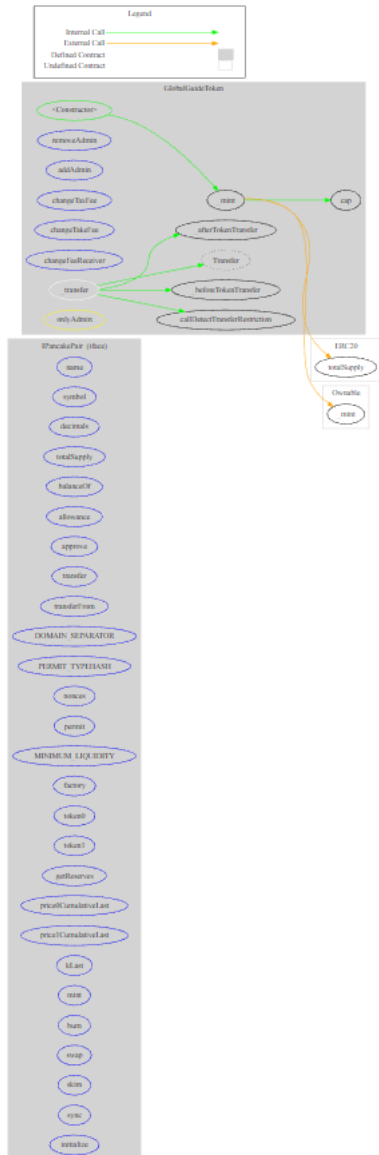 Legend
Internal Call
External Call
Defined Contract
Undefined Contract
GlobalGuideToken
<Constructor>
removeAdmin
addAdmin
changeTaxFee
mint
cap
changeTakeFee
afterTokenTransfer
changeFeeReceiver
Transfer
transfer
beforeTokenTransfer
onlyAdmin
callDetectTransferRestriction
IPancakePair (iface)
ERC20
name
totalSupply
symbol
Ownable
decimals
mint
totalSupply
balanceOf
allowance
approve
transfer
transferFrom
DOMAIN_SEPARATOR
PERMIT_TYPEHASH
nonces
permit
MINIMUM_LIQUIDITY
factory
token0
token1
getReserves
price0CumulativeLast
price1CumulativeLast
kLast
mint
burn
swap
skim
sync
initialize